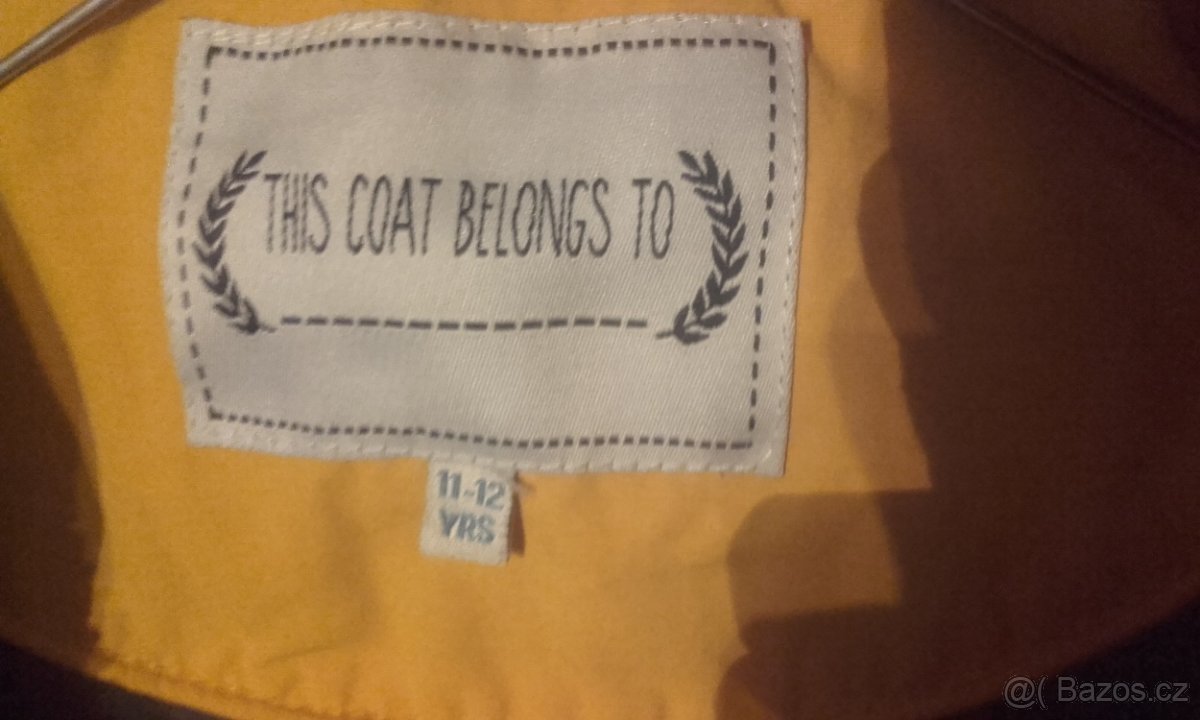 THIS COAT BELONGS TO
11-12
YRS
@( Bazos.cz